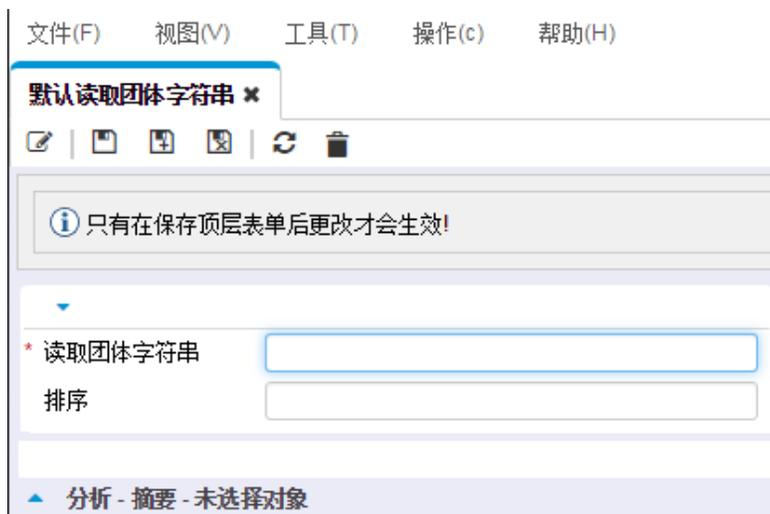 文件(F) 视图(V) 工具(T) 操作(c) 帮助(H)
默认读取团体字符串 ✖
只有在保存顶层表单后更改才会生效!
* 读取团体字符串
排序
分析 - 摘要 - 未选择对象